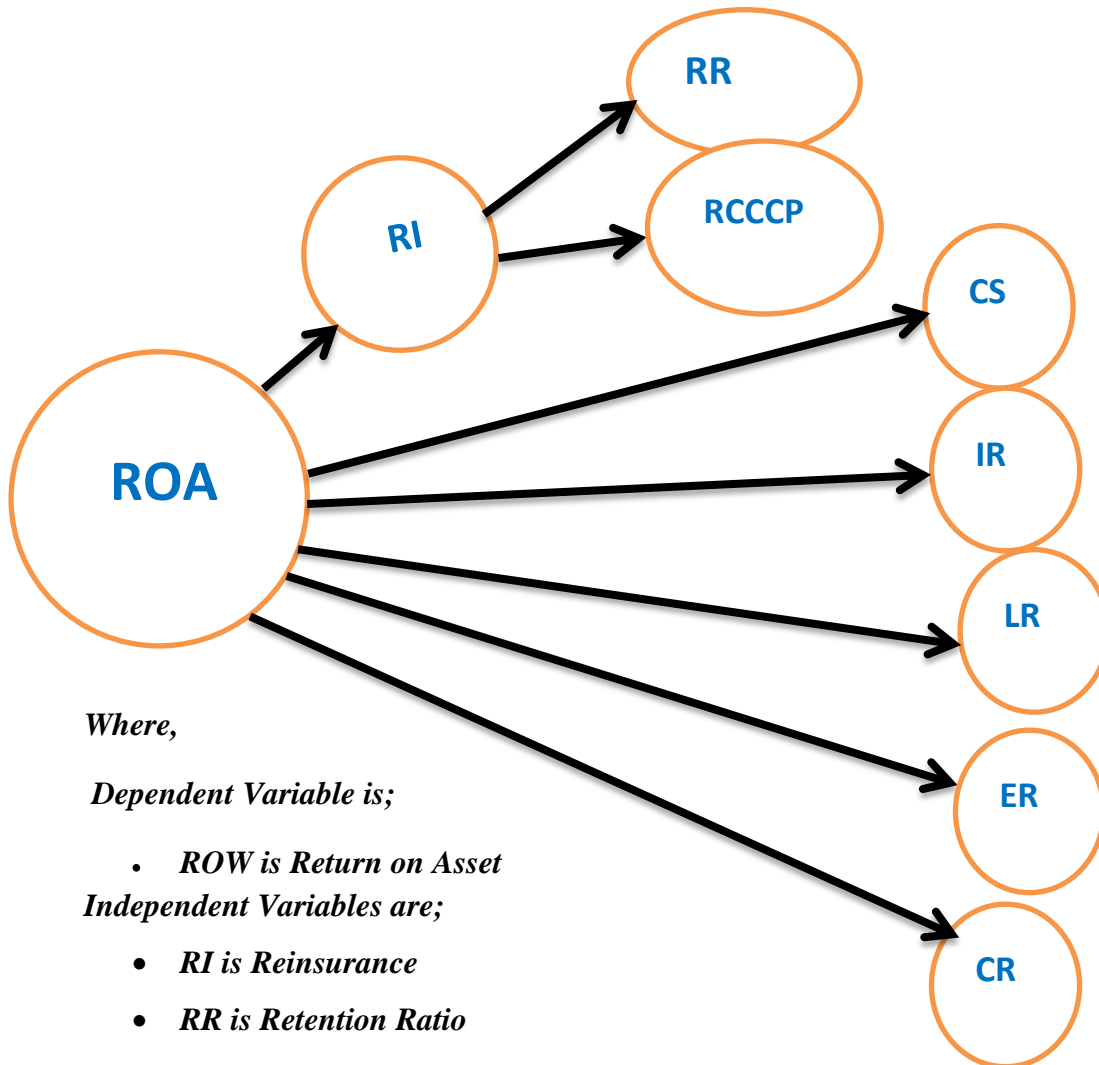 RR
RCCCP
RI
CS
IR
ROA
LR
ER
CR
Where,
Dependent Variable is;
• ROW is Return on Asset
Independent Variables are;
• RI is Reinsurance
• RR is Retention Ratio